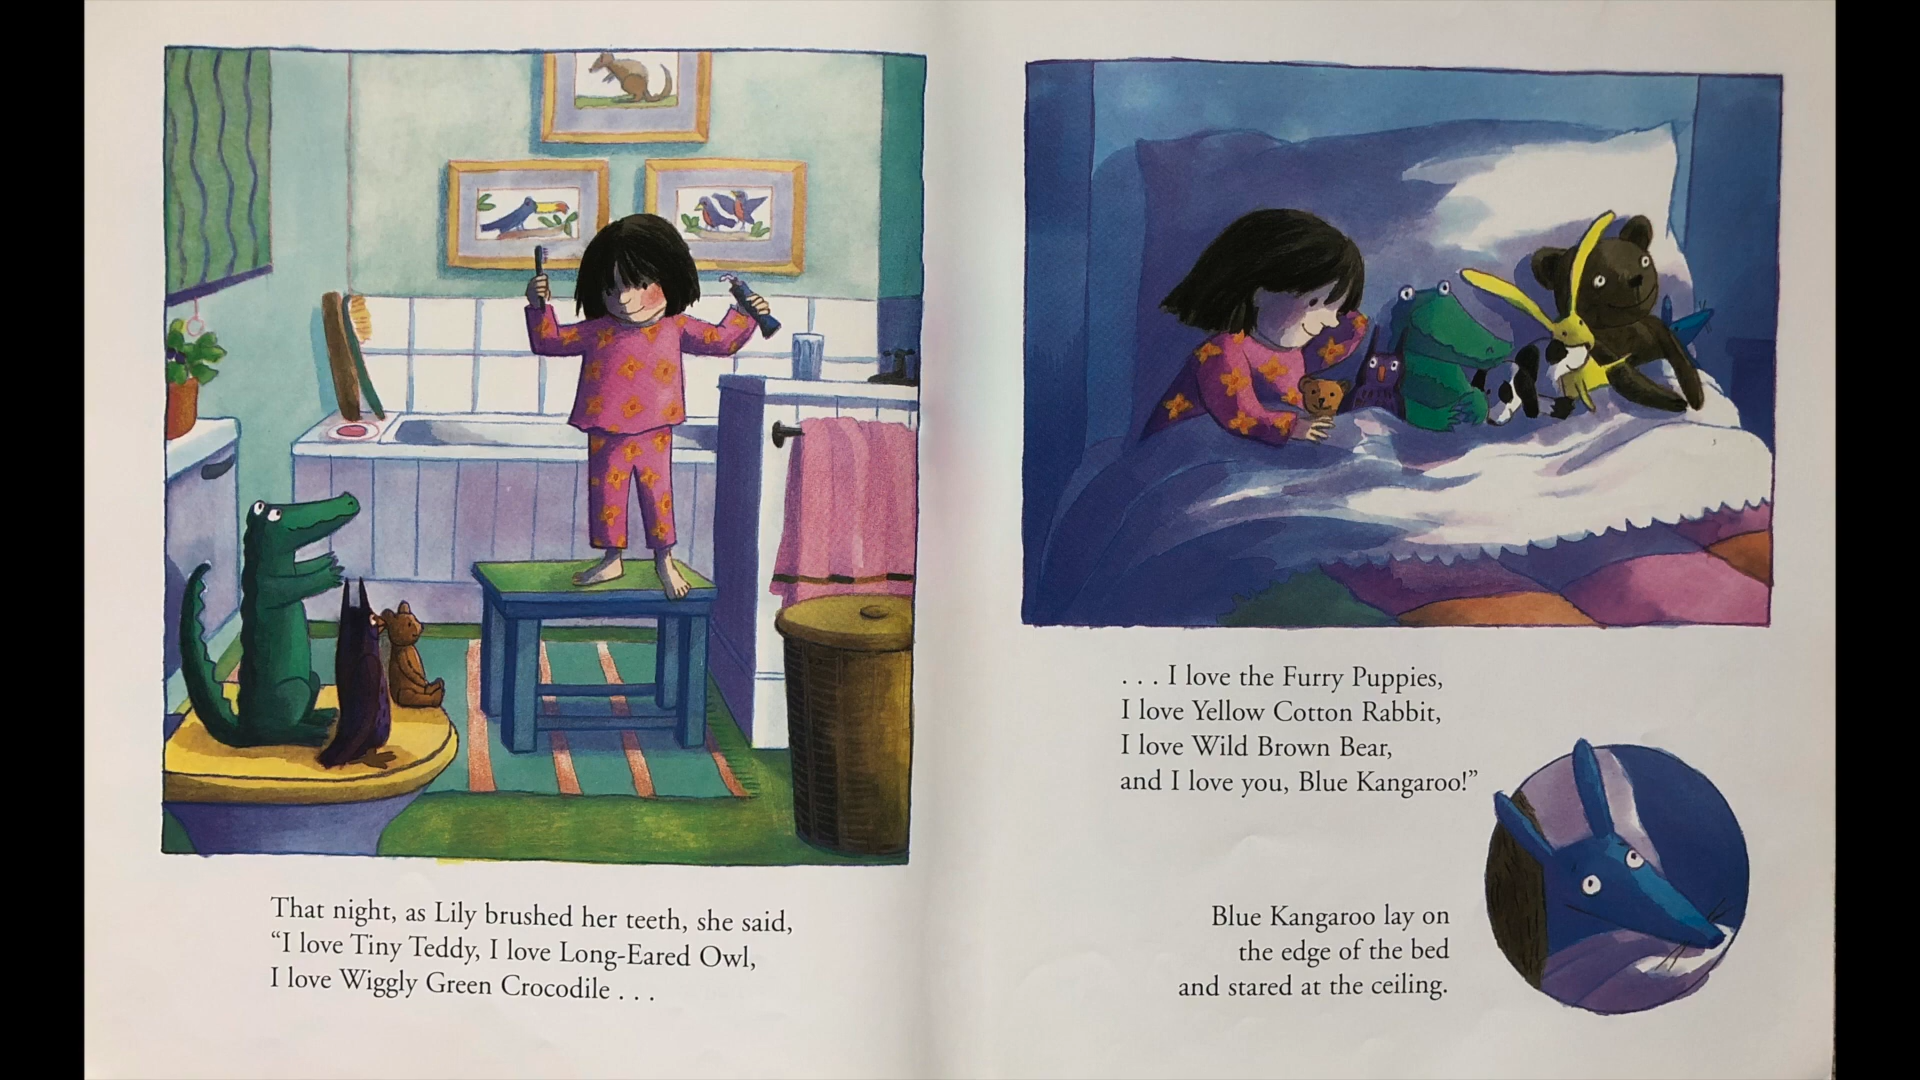 That night, as Lily brushed her teeth, she said,
“I love Tiny Teddy, I love Long-Eared Owl,
I love Wiggly Green Crocodile . . .
. . . I love the Furry Puppies,
I love Yellow Cotton Rabbit,
I love Wild Brown Bear,
and I love you, Blue Kangaroo!”
Blue Kangaroo lay on
the edge of the bed
and stared at the ceiling.